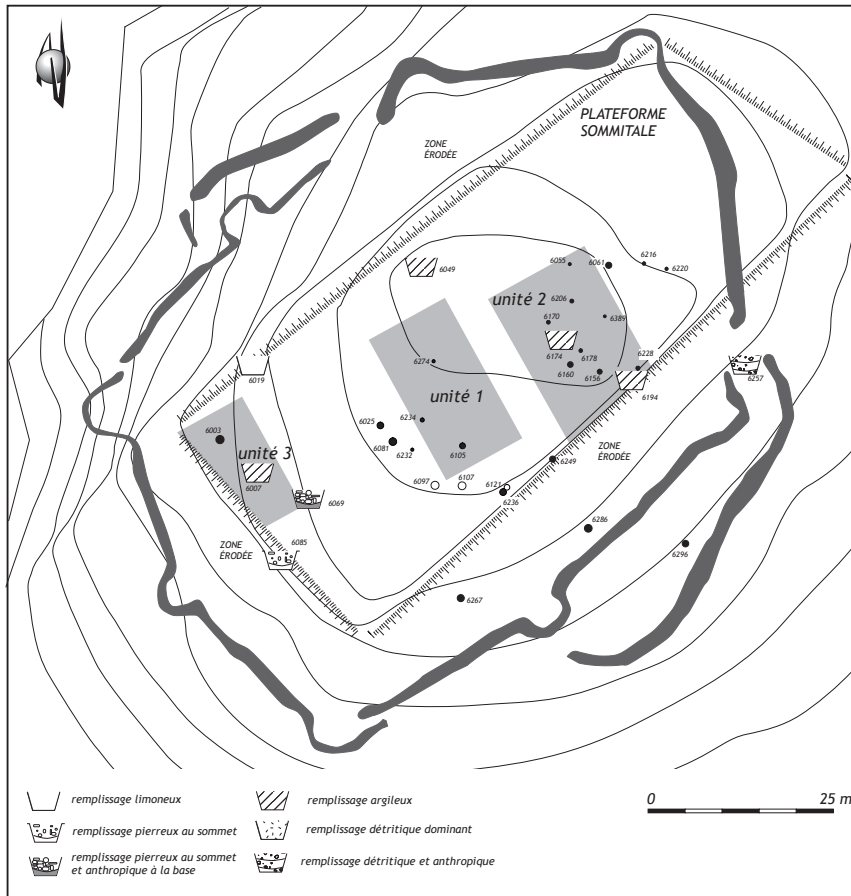 PLATEFORME
SOMMITALE
ZONE
ÉRODÉE
6055
6061
6216
6220
6049
unité 2
6206
6170
6389
6274
6174
6178
6228
6019
6160
6156
6257
6194
unité 1
6025
6234
6003
unité 3
6081
6232
6105
6249
ZONE
ÉRODÉE
6007
6097
6107
6121
6069
6236
6286
ZONE
ÉRODÉE
6085
6296
6267
remplissage limoneux
remplissage argileux
0
25 m
remplissage pierreux au sommet
remplissage détritique dominant
remplissage pierreux au sommet
et anthropique à la base
remplissage détritique et anthropique